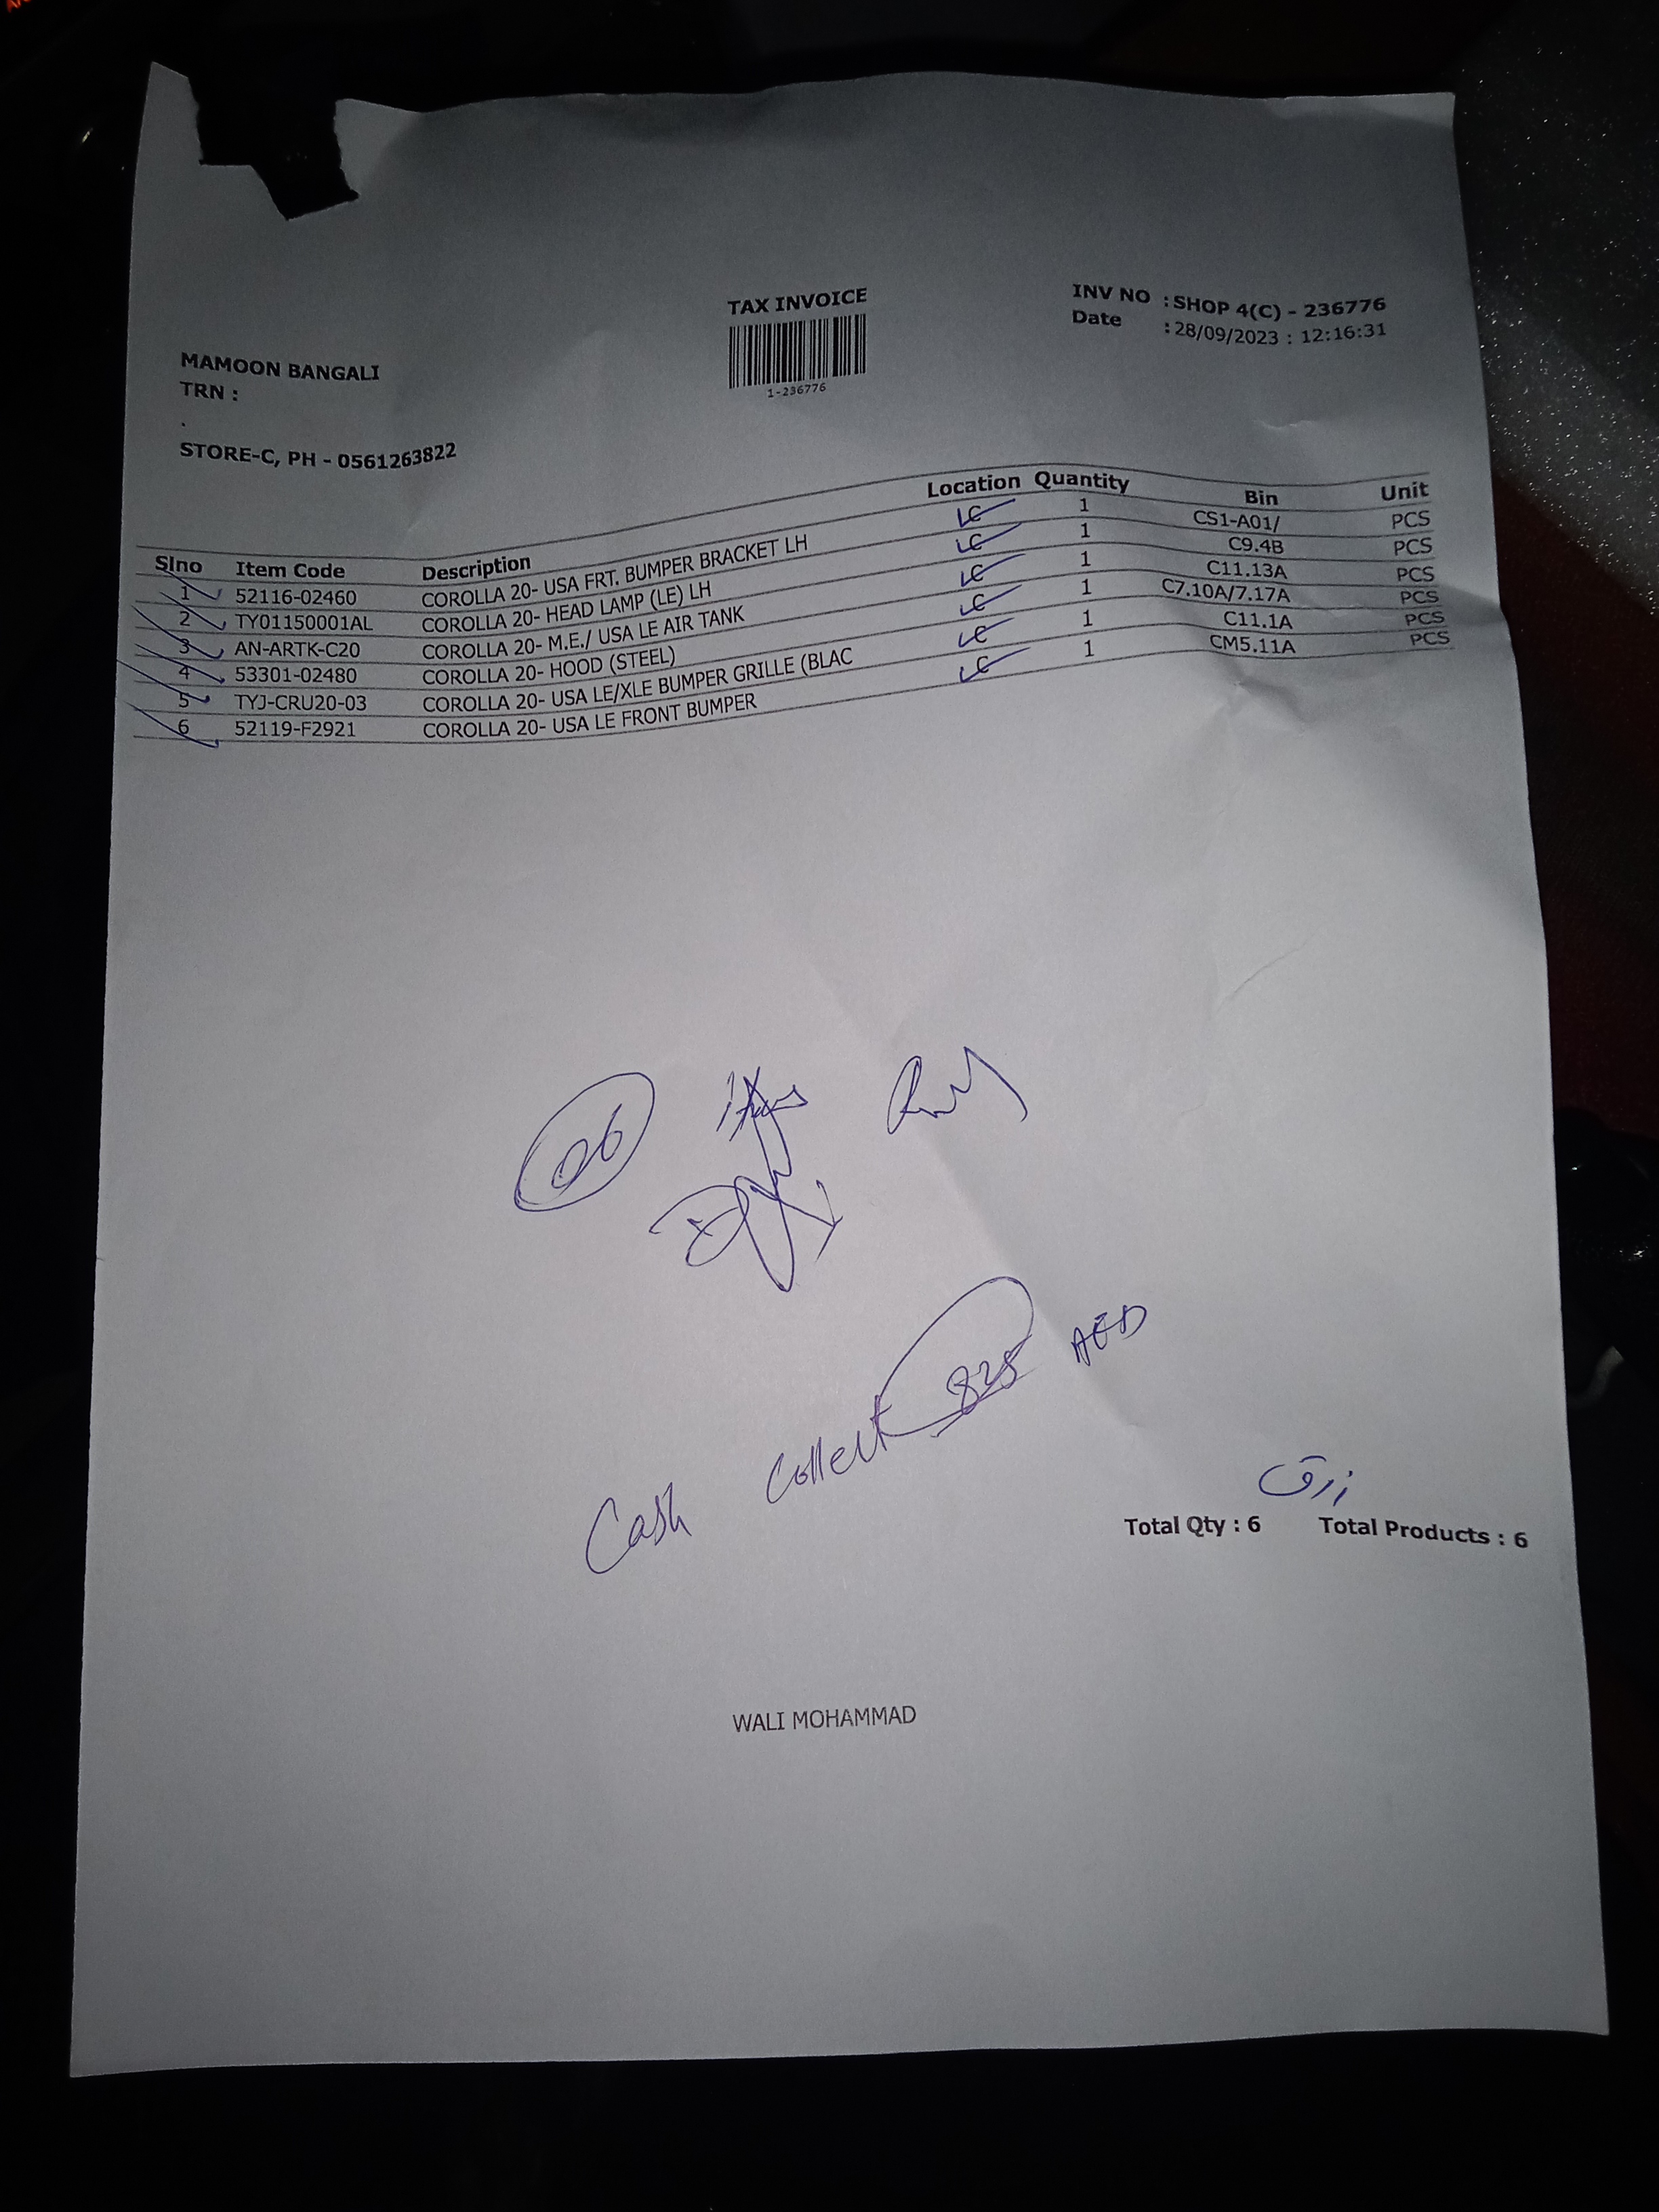 TAX INVOICE
1-236776
INV NO : SHOP 4(C) - 236776
Date : 28/09/2023 : 12:16:31
MAMOON BANGALI
TRN :
.
STORE-C, PH - 0561263822
Slno Item Code Description Location Quantity Bin Unit
1 52116-02460 COROLLA 20- USA FRT. BUMPER BRACKET LH LC 1 CS1-A01/ PCS
2 TY01150001AL COROLLA 20- HEAD LAMP (LE) LH LC 1 C9.4B PCS
3 AN-ARTK-C20 COROLLA 20- M.E./ USA LE AIR TANK LC 1 C11.13A PCS
4 53301-02480 COROLLA 20- HOOD (STEEL) LC 1 C7.10A/7.17A PCS
5 TYJ-CRU20-03 COROLLA 20- USA LE/XLE BUMPER GRILLE (BLAC LC 1 C11.1A PCS
6 52119-F2921 COROLLA 20- USA LE FRONT BUMPER LC 1 CM5.11A PCS
06
Cash Collect 825 AED
Total Qty : 6 Total Products : 6
WALI MOHAMMAD